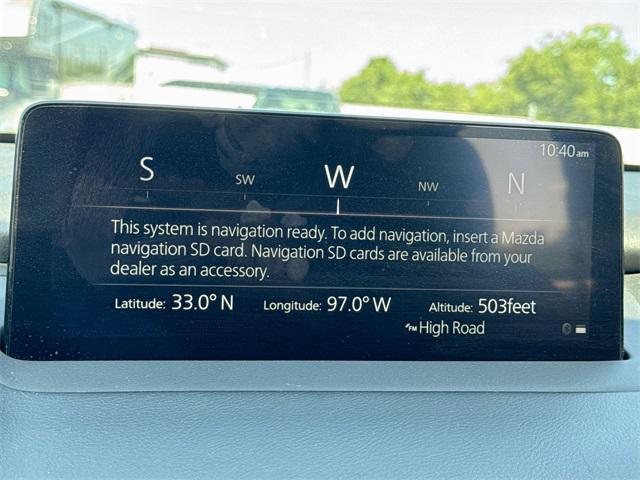 10:40am
S SW W NW N
This system is navigation ready. To add navigation, insert a Mazda
navigation SD card. Navigation SD cards are available from your
dealer as an accessory.
Latitude: 33.0° N Longitude: 97.0° W Altitude: 503feet
FM High Road